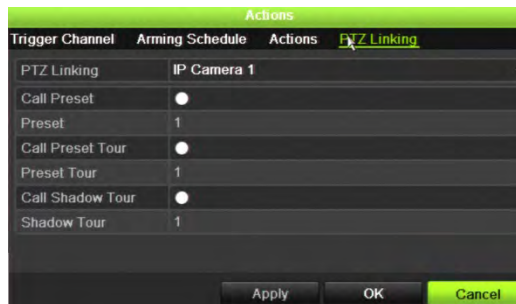 Actions
Trigger Channel Arming Schedule Actions PTZ Linking
PTZ Linking IP Camera 1
Call Preset
Preset 1
Call Preset Tour
Preset Tour 1
Call Shadow Tour
Shadow Tour 1
Apply OK Cancel